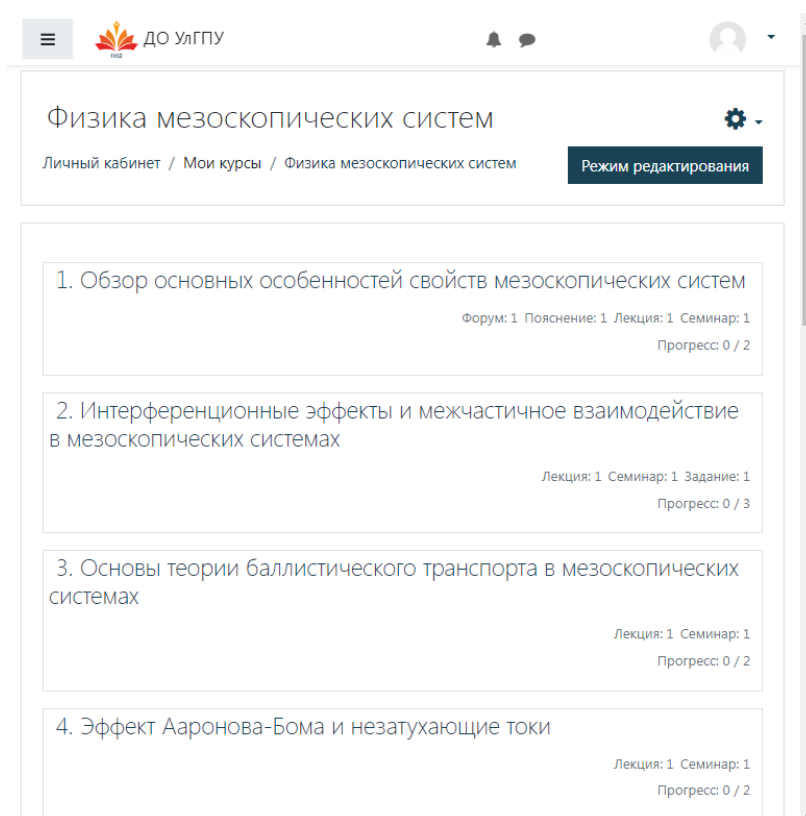 ДО УлГПУ
1932
Физика мезоскопических систем
Личный кабинет / Мои курсы / Физика мезоскопических систем
Режим редактирования
1. Обзор основных особенностей свойств мезоскопических систем
Форум: 1 Пояснение: 1 Лекция: 1 Семинар: 1
Прогресс: 0 / 2
2. Интерференционные эффекты и межчастичное взаимодействие
в мезоскопических системах
Лекция: 1 Семинар: 1 Задание: 1
Прогресс: 0 / 3
3. Основы теории баллистического транспорта в мезоскопических
системах
Лекция: 1 Семинар: 1
Прогресс: 0 / 2
4. Эффект Ааронова-Бома и незатухающие токи
Лекция: 1 Семинар: 1
Прогресс: 0 / 2